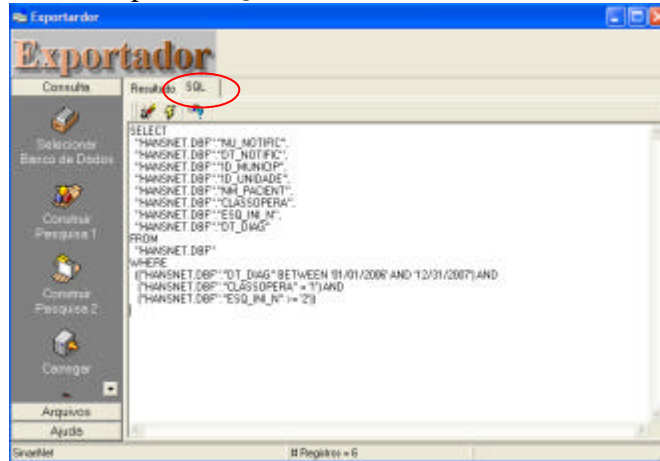 Exportardor
Exportador
Consulta
Resultado SQL
Selecionar
Banco de Dados
Construir
Pesquisa 1
Construir
Pesquisa 2
Carregar
Arquivos
Ajuda
SELECT
"HANSNET.DBF"."NU_NOTIFIC",
"HANSNET.DBF"."DT_NOTIFIC",
"HANSNET.DBF"."ID_MUNICIP",
"HANSNET.DBF"."ID_UNIDADE",
"HANSNET.DBF"."NM_PACIENT",
"HANSNET.DBF"."CLASSOPERA",
"HANSNET.DBF"."ESQ_INI_N",
"HANSNET.DBF"."DT_DIAG"
FROM
"HANSNET.DBF"
WHERE
(("HANSNET.DBF"."DT_DIAG" BETWEEN '01/01/2006' AND '12/31/2007') AND
("HANSNET.DBF"."CLASSOPERA" = '1') AND
("HANSNET.DBF"."ESQ_INI_N" >= '2'))
SinanNet
# Registros = 6